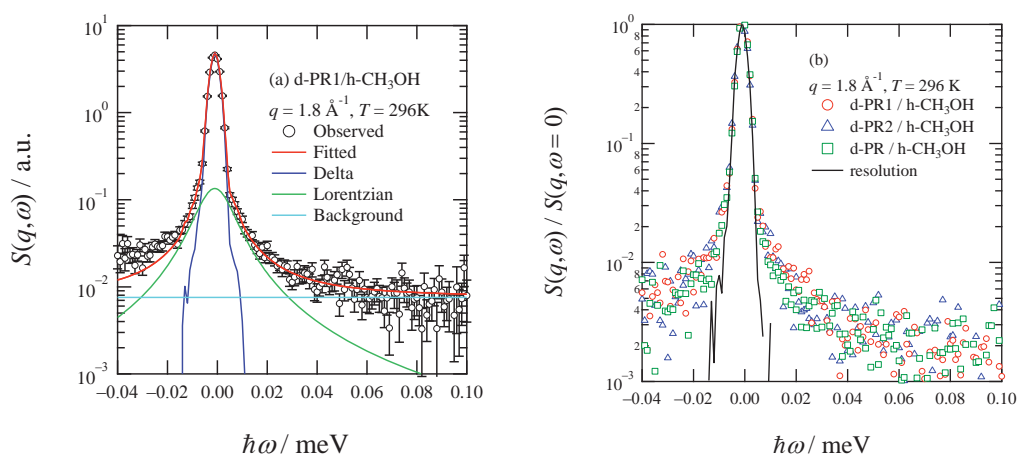 10¹
10⁰
10⁻¹
10⁻²
10⁻³
S(q,ω) / a.u.
(a) d-PR1/h-CH₃OH
q = 1.8 Å⁻¹, T = 296K
Observed
Fitted
Delta
Lorentzian
Background
−0.04 −0.02 0.00 0.02 0.04 0.06 0.08 0.10
ħω / meV
10⁰
8
6
4
2
10⁻¹
8
6
4
2
10⁻²
8
6
4
2
10⁻³
S(q,ω) / S(q,ω = 0)
(b)
q = 1.8 Å⁻¹, T = 296 K
d-PR1 / h-CH₃OH
d-PR2 / h-CH₃OH
d-PR / h-CH₃OH
resolution
−0.04 −0.02 0.00 0.02 0.04 0.06 0.08 0.10
ħω / meV